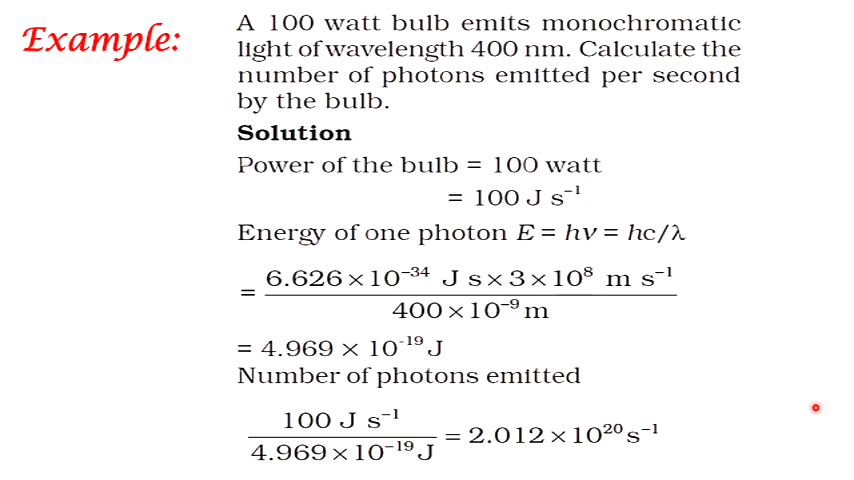 Example:
A 100 watt bulb emits monochromatic
light of wavelength 400 nm. Calculate the
number of photons emitted per second
by the bulb.
Solution
Power of the bulb = 100 watt
= 100 J s⁻¹
Energy of one photon E = hν = hc/λ
= (6.626 × 10⁻³⁴ J s × 3 × 10⁸ m s⁻¹) / (400 × 10⁻⁹ m)
= 4.969 × 10⁻¹⁹ J
Number of photons emitted
(100 J s⁻¹) / (4.969 × 10⁻¹⁹ J) = 2.012 × 10²⁰ s⁻¹